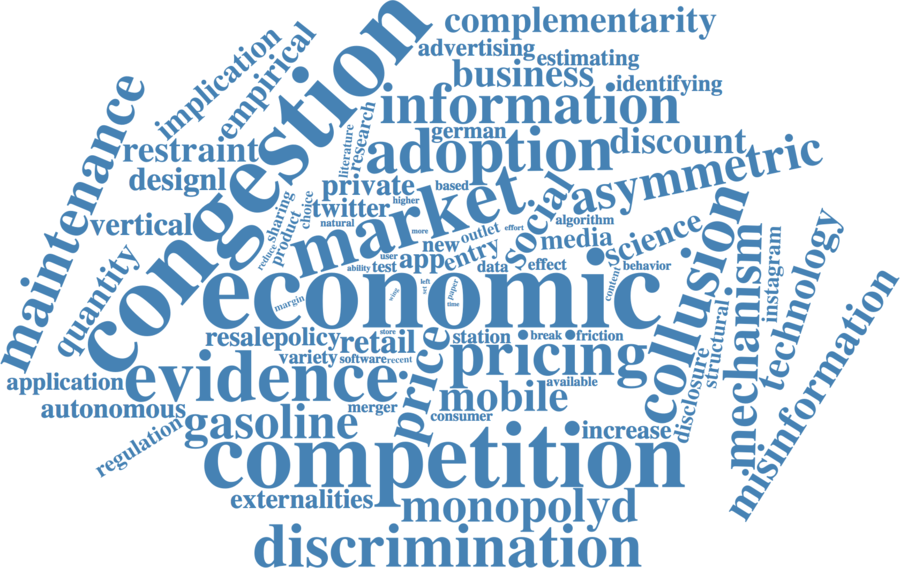 complementarity
advertising
estimating
implication
empirical
congestion
business
identifying
information
maintenance
german
research
literature
adoption
discount
restraint
asymmetric
designl
private
based
vertical
sharing
choice
twitter
higher
market
social
product
natural
more
new
outlet
effort
algorithm
reduce
media
science
quantity
user
app
entry
ability
test
data
effect
content
behavior
collusion
mechanism
instagram
technology
economic
margin
wing
left
url
paper
time
misinformation
resalepolicy
store
retail
price
station
break
friction
structural
disclosure
variety
software
recent
pricing
application
evidence
available
autonomous
merger
mobile
consumer
gasoline
increase
regulation
competition
externalities
monopolyd
discrimination